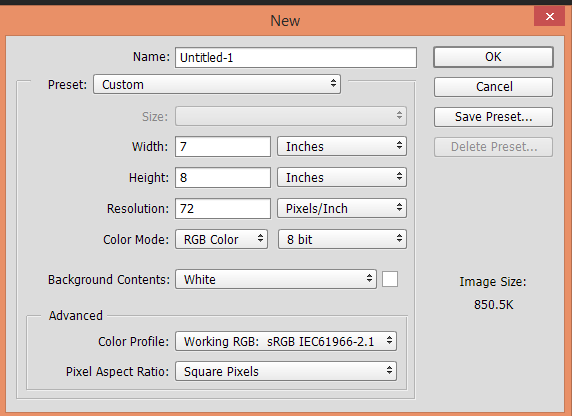 New
Name: Untitled-1
OK
Preset: Custom
Cancel
Size:
Save Preset...
Width: 7 Inches
Delete Preset...
Height: 8 Inches
Resolution: 72 Pixels/Inch
Color Mode: RGB Color 8 bit
Background Contents: White
Image Size:
850.5K
Advanced
Color Profile: Working RGB: sRGB IEC61966-2.1
Pixel Aspect Ratio: Square Pixels